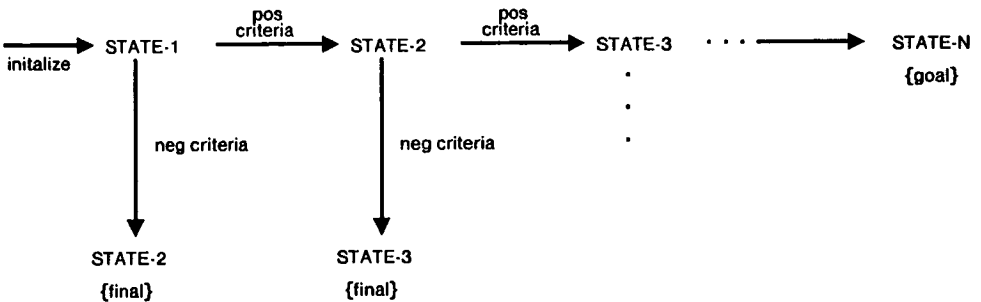 pos
criteria
pos
criteria
STATE-1
STATE-2
STATE-3
. . .
STATE-N
initalize
{goal}
neg criteria
neg criteria
STATE-2
STATE-3
{final}
{final}